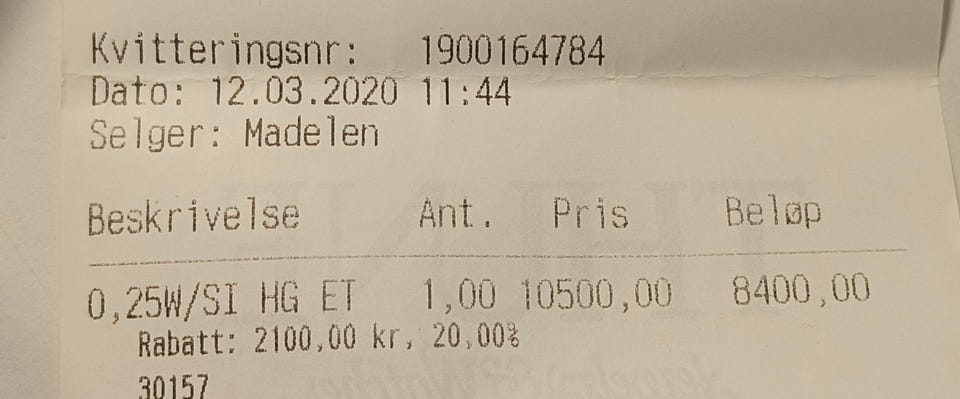 Kvitteringsnr: 1900164784
Dato: 12.03.2020 11:44
Selger: Madelen
Beskrivelse Ant. Pris Beløp
0,25W/SI HG ET 1,00 10500,00 8400,00
Rabatt: 2100,00 kr, 20,00%
30157